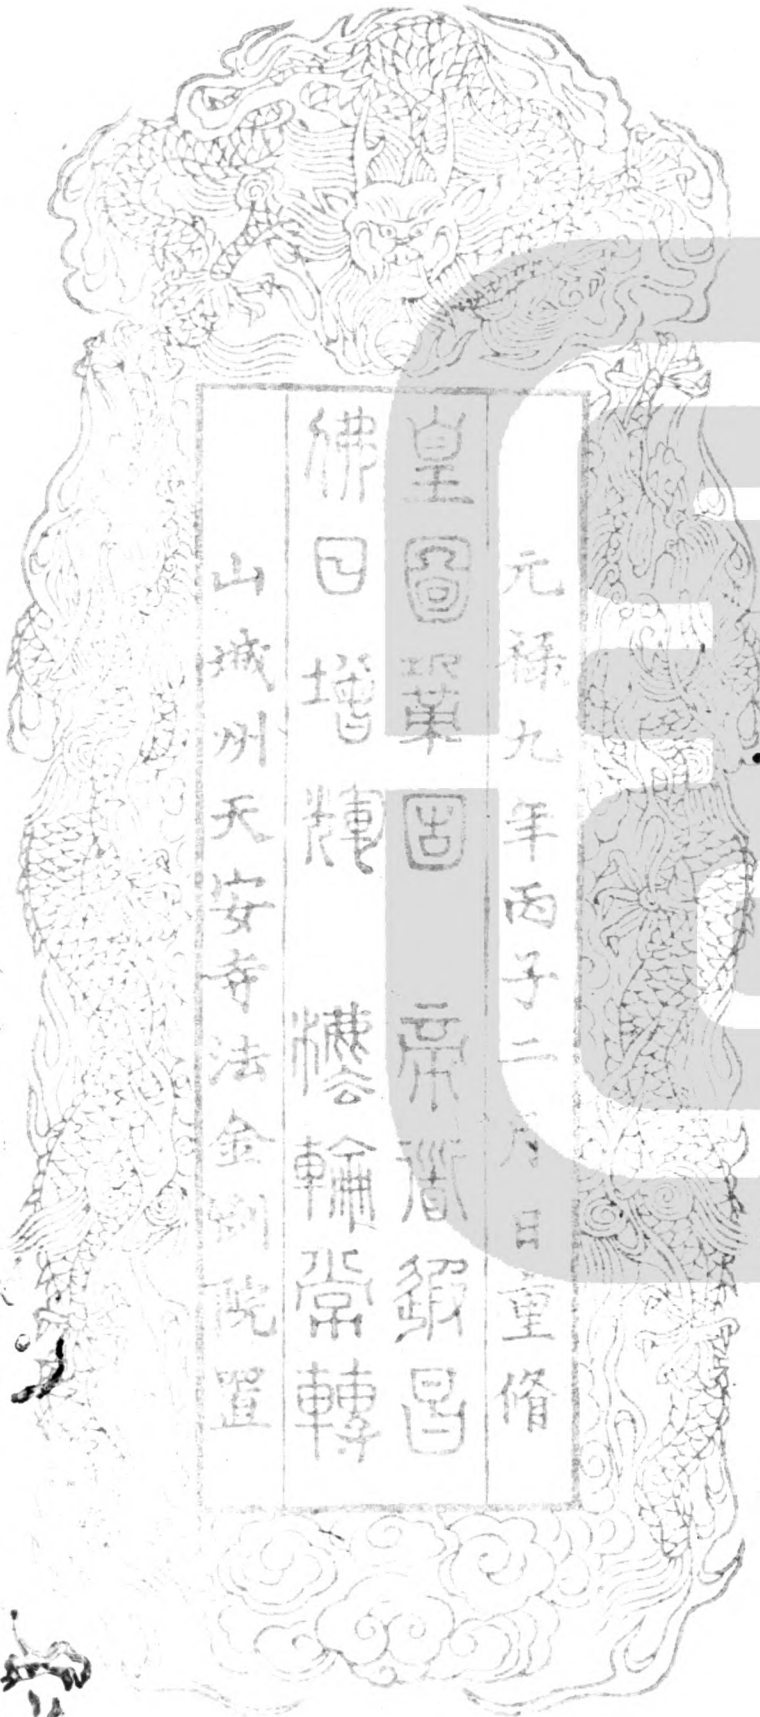 元祿九年丙子二月日重脩
皇圖鞏固　帝道遐昌
佛日增輝　法輪常轉
山城州天安寺法金剛院置